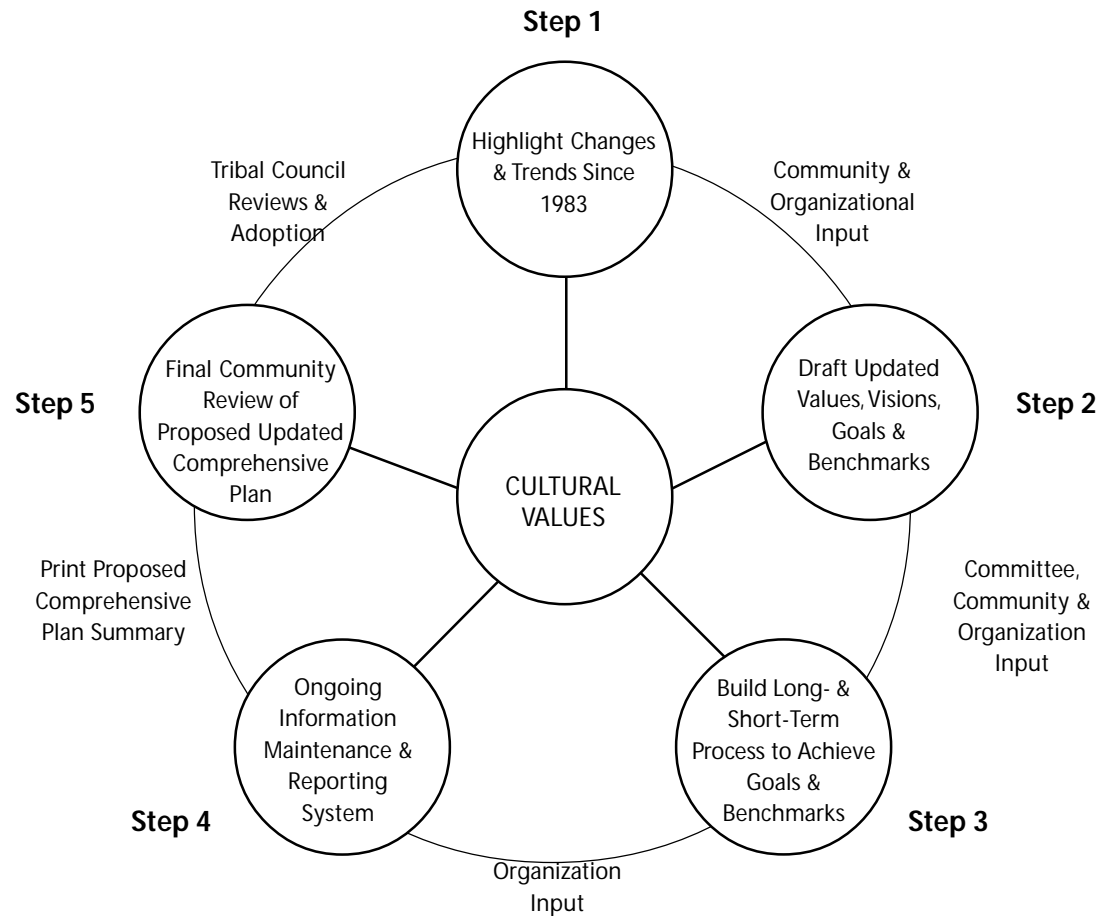 Step 1
Highlight Changes
& Trends Since
1983
Tribal Council
Reviews &
Adoption
Community &
Organizational
Input
Step 2
Draft Updated
Values, Visions,
Goals &
Benchmarks
Committee,
Community &
Organization
Input
Step 3
Build Long- &
Short-Term
Process to Achieve
Goals &
Benchmarks
Organization
Input
Step 4
Ongoing
Information
Maintenance &
Reporting
System
Print Proposed
Comprehensive
Plan Summary
Step 5
Final Community
Review of
Proposed Updated
Comprehensive
Plan
CULTURAL
VALUES